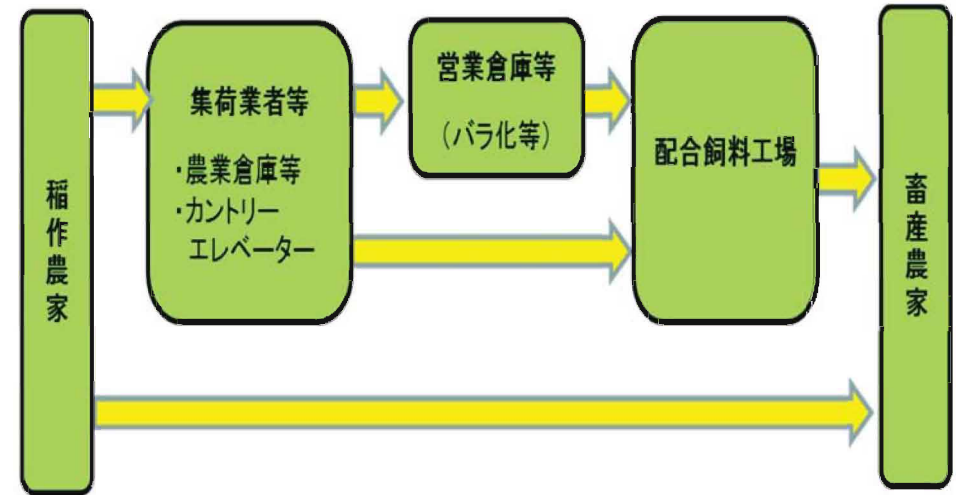 稲作農家
集荷業者等
・農業倉庫等
・カントリー
エレベーター
営業倉庫等
(バラ化等)
配合飼料工場
畜産農家